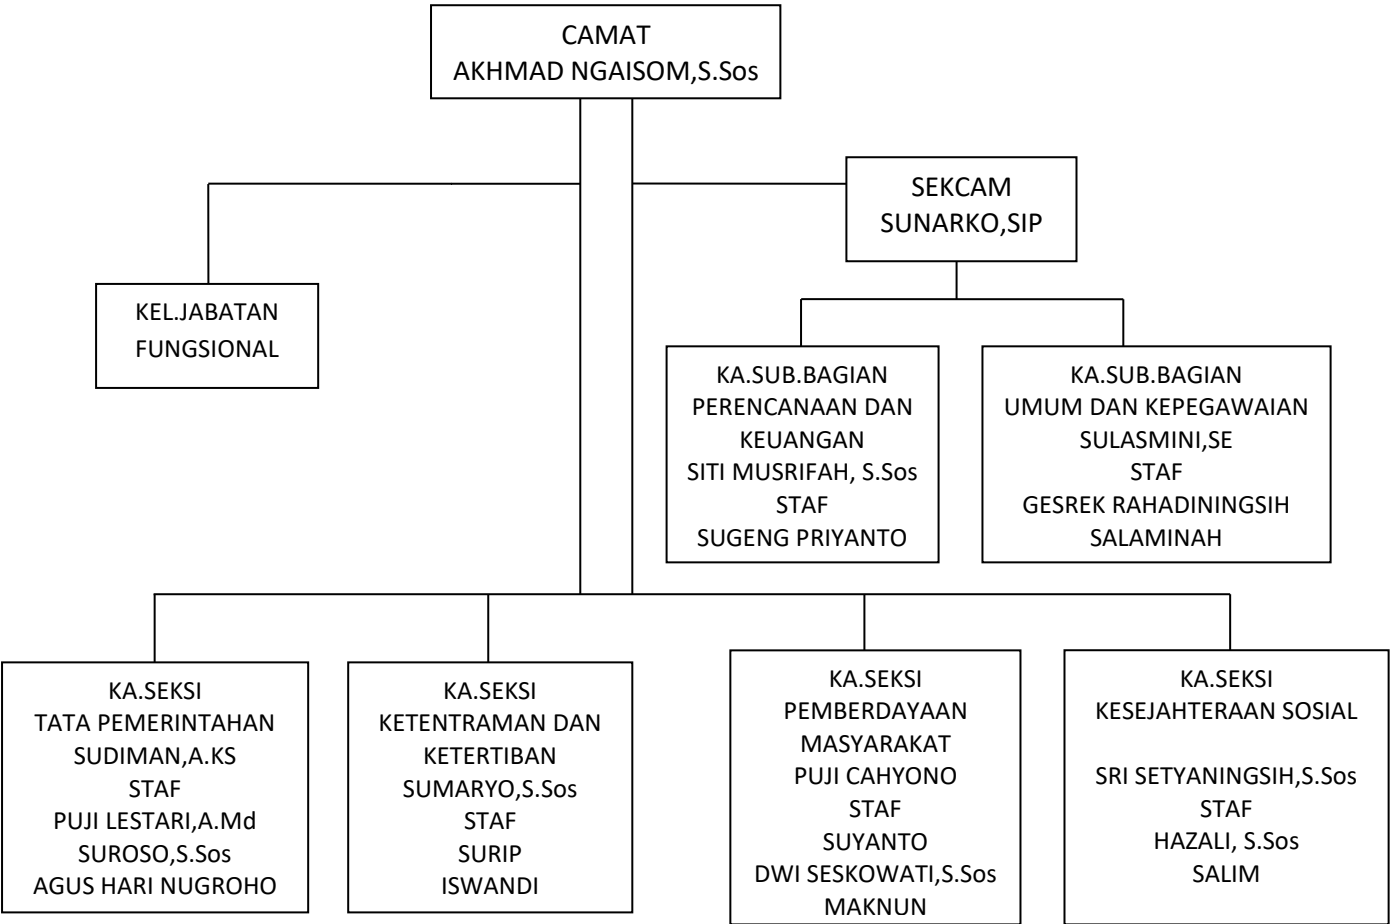 CAMAT
AKHMAD NGAISOM,S.Sos
SEKCAM
SUNARKO,SIP
KEL.JABATAN
FUNGSIONAL
KA.SUB.BAGIAN
PERENCANAAN DAN
KEUANGAN
SITI MUSRIFAH, S.Sos
STAF
SUGENG PRIYANTO
KA.SUB.BAGIAN
UMUM DAN KEPEGAWAIAN
SULASMINI,SE
STAF
GESREK RAHADININGSIH
SALAMINAH
KA.SEKSI
TATA PEMERINTAHAN
SUDIMAN,A.KS
STAF
PUJI LESTARI,A.Md
SUROSO,S.Sos
AGUS HARI NUGROHO
KA.SEKSI
KETENTRAMAN DAN
KETERTIBAN
SUMARYO,S.Sos
STAF
SURIP
ISWANDI
KA.SEKSI
PEMBERDAYAAN
MASYARAKAT
PUJI CAHYONO
STAF
SUYANTO
DWI SESKOWATI,S.Sos
MAKNUN
KA.SEKSI
KESEJAHTERAAN SOSIAL
SRI SETYANINGSIH,S.Sos
STAF
HAZALI, S.Sos
SALIM